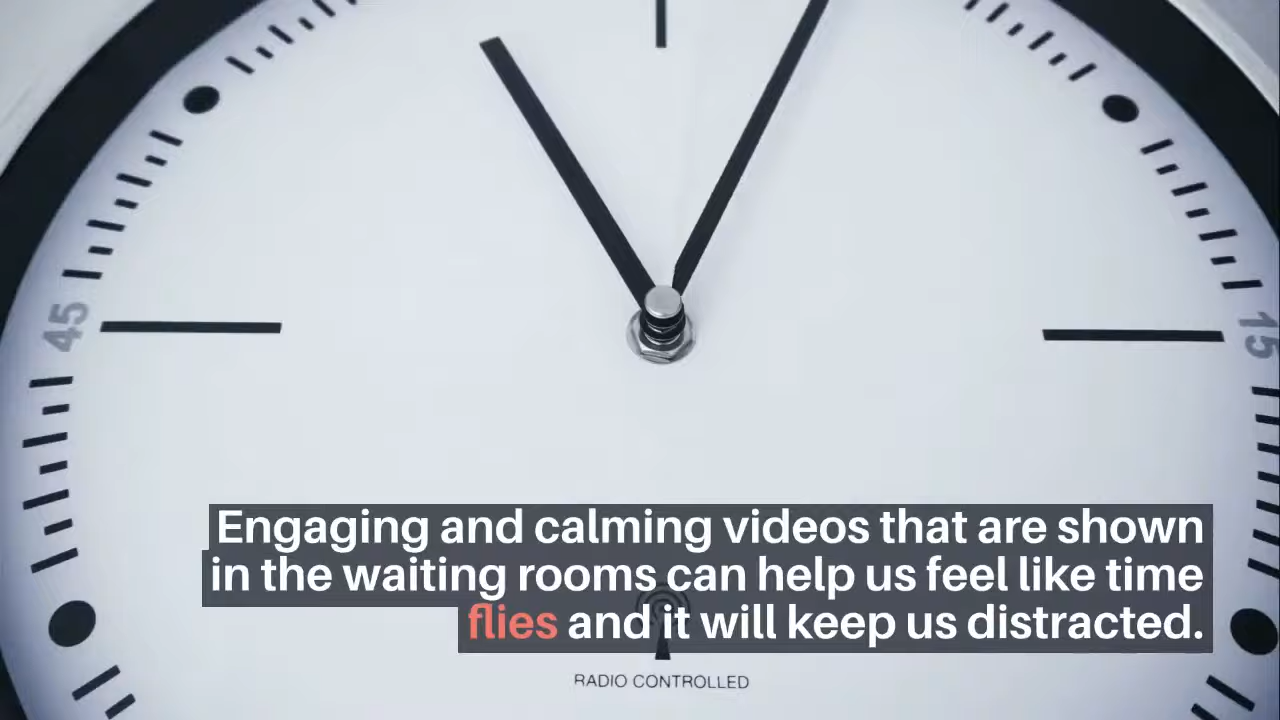 45
15
Engaging and calming videos that are shown
in the waiting rooms can help us feel like time
flies and it will keep us distracted.
RADIO CONTROLLED